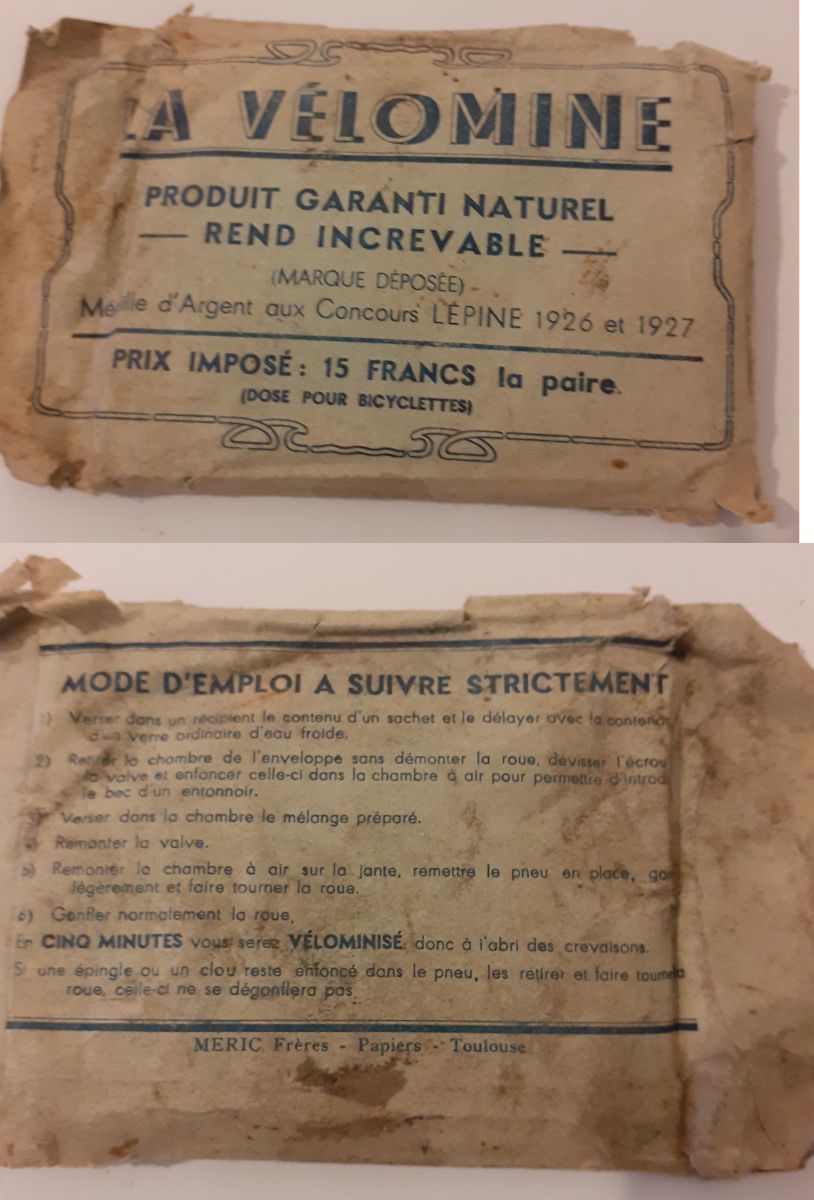 LA VÉLOMINE
PRODUIT GARANTI NATUREL
— REND INCREVABLE —
(MARQUE DÉPOSÉE)
Médaille d'Argent aux Concours LÉPINE 1926 et 1927
PRIX IMPOSÉ : 15 FRANCS la paire.
(DOSE POUR BICYCLETTES)
MODE D'EMPLOI A SUIVRE STRICTEMENT
1) Verser dans un récipient le contenu d'un sachet et le délayer avec la
d'un verre ordinaire d'eau froide.
2) Retirer la chambre de l'enveloppe sans démonter la roue, dévisser l'écrou
la valve et enfoncer celle-ci dans la chambre à air pour permettre
le bec d'un entonnoir.
3) Verser dans la chambre le mélange préparé.
4) Remonter la valve.
5) Remonter la chambre à air sur la jante, remettre le pneu en place,
légèrement et faire tourner la roue.
6) Gonfler normalement la roue,
En CINQ MINUTES vous serez VÉLOMINISÉ, donc à l'abri des crevaisons.
Si une épingle ou un clou reste enfoncé dans le pneu, les retirer et faire tourner la
roue, celle-ci ne se dégonflera pas.
MERIC Frères - Papiers - Toulouse